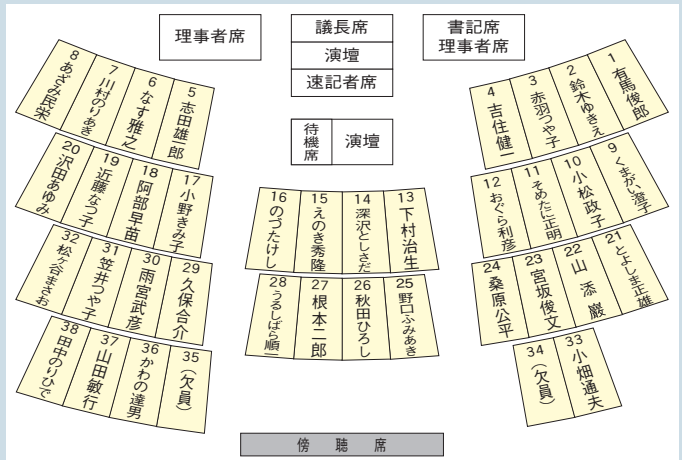 理事者席
議長席
演壇
速記者席
書記席
理事者席
待機席
演壇
8 あざみ民栄
7 川村のりあき
6 なす雅之
5 志田雄一郎
4 吉住健一
3 赤羽つや子
2 鈴木ゆきえ
1 有馬俊郎
20 沢田あゆみ
19 近藤なつ子
18 阿部早苗
17 小野きみ子
16 のづたけし
15 えのき秀隆
14 深沢としさだ
13 下村治生
12 おぐら利彦
11 そめたに正明
10 小松政子
9 くまがい澄子
32 松ヶ谷まさお
31 笠井つや子
30 雨宮武彦
29 久保合介
28 うるしばら順一
27 根本二郎
26 秋田ひろし
25 野口ふみあき
24 桑原公平
23 宮坂俊文
22 山添巖
21 とよしま正雄
38 田中のりひで
37 山田敏行
36 かわの達男
35 （欠員）
34 （欠員）
33 小畑通夫
傍聴席